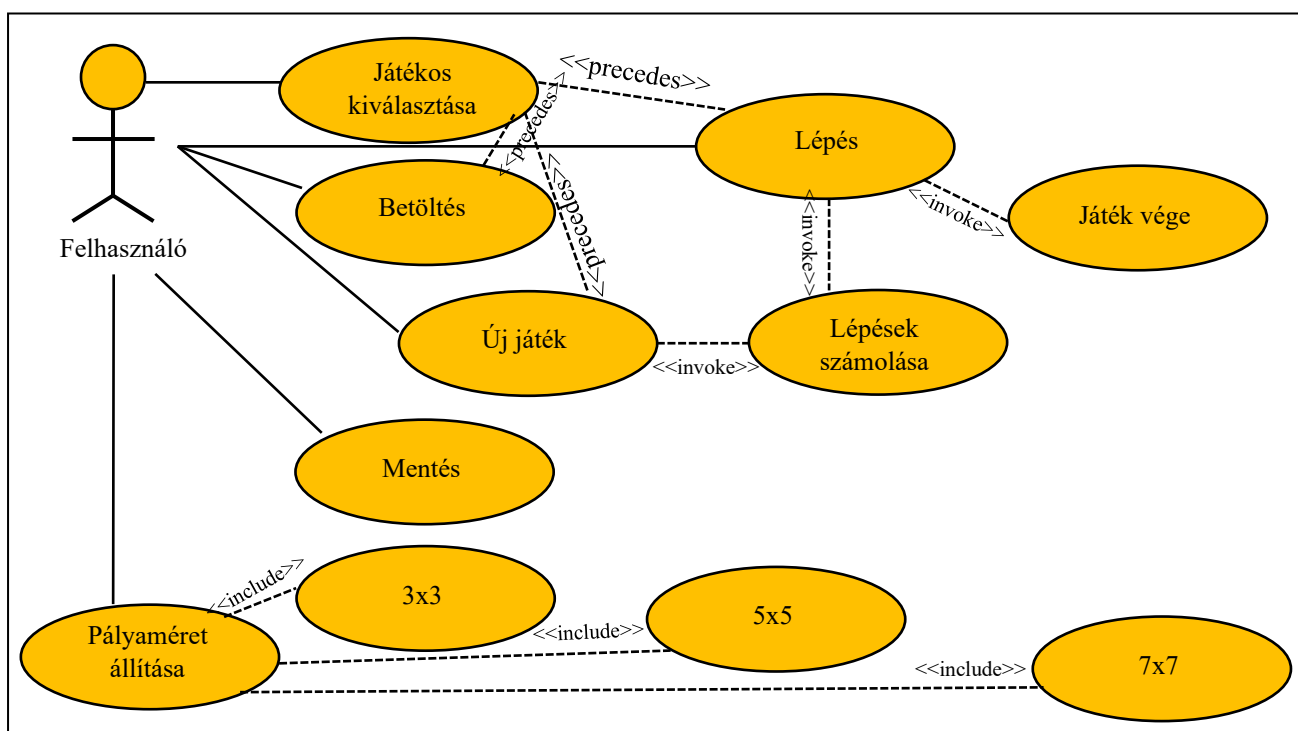 Játékos
kiválasztása
<<precedes>>
<<precedes>>
<<precedes>>
Lépés
Betöltés
<<invoke>>
Játék vége
Felhasználó
<<invoke>>
Új játék
<<invoke>>
Lépések
számolása
Mentés
<<include>>
3x3
<<include>>
5x5
Pályaméret
állítása
<<include>>
7x7